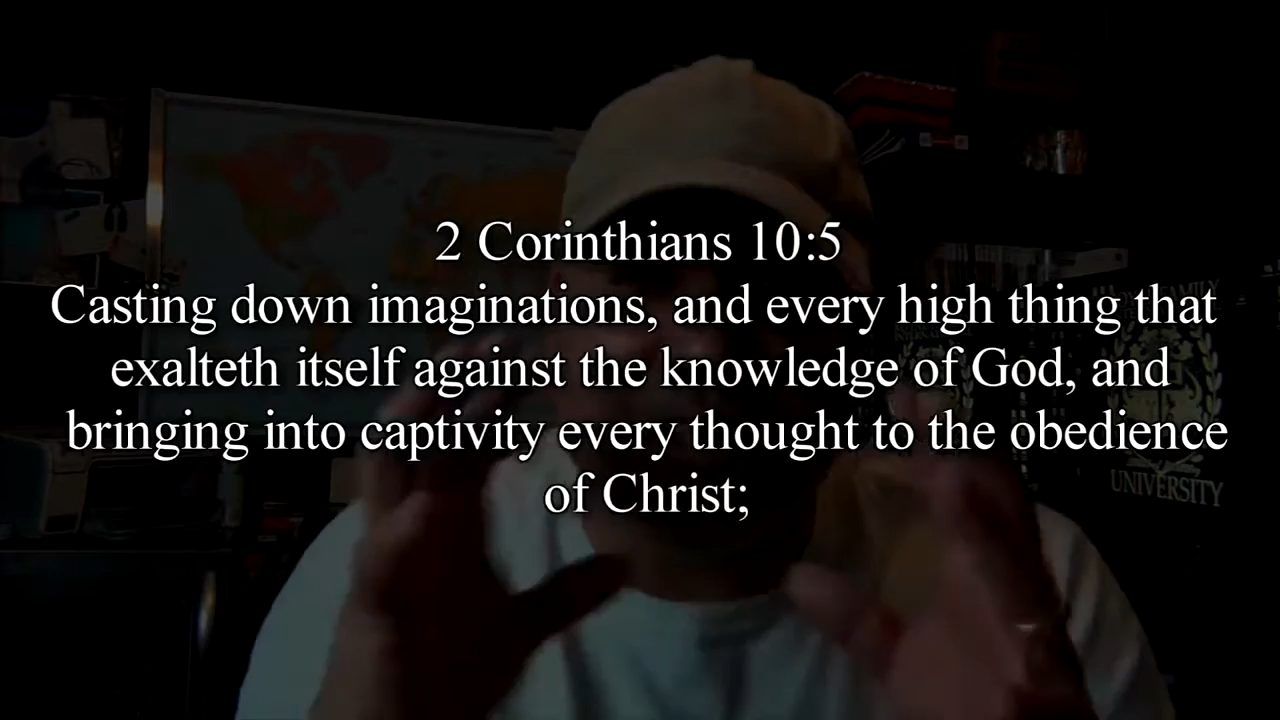 2 Corinthians 10:5
Casting down imaginations, and every high thing that
exalteth itself against the knowledge of God, and
bringing into captivity every thought to the obedience
of Christ;
FAMILY
UNIVERSITY